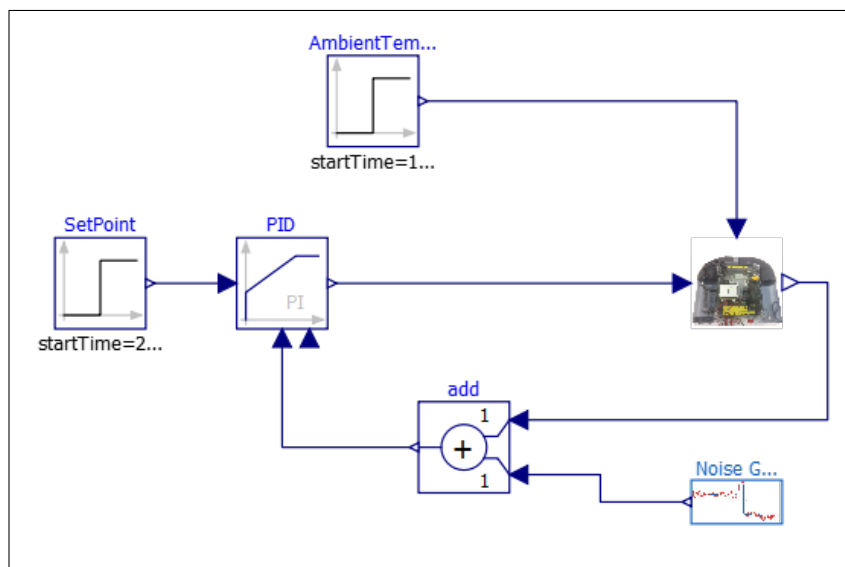 AmbientTem...
startTime=1...
SetPoint
PID
PI
startTime=2...
add
1
+
1
Noise G...